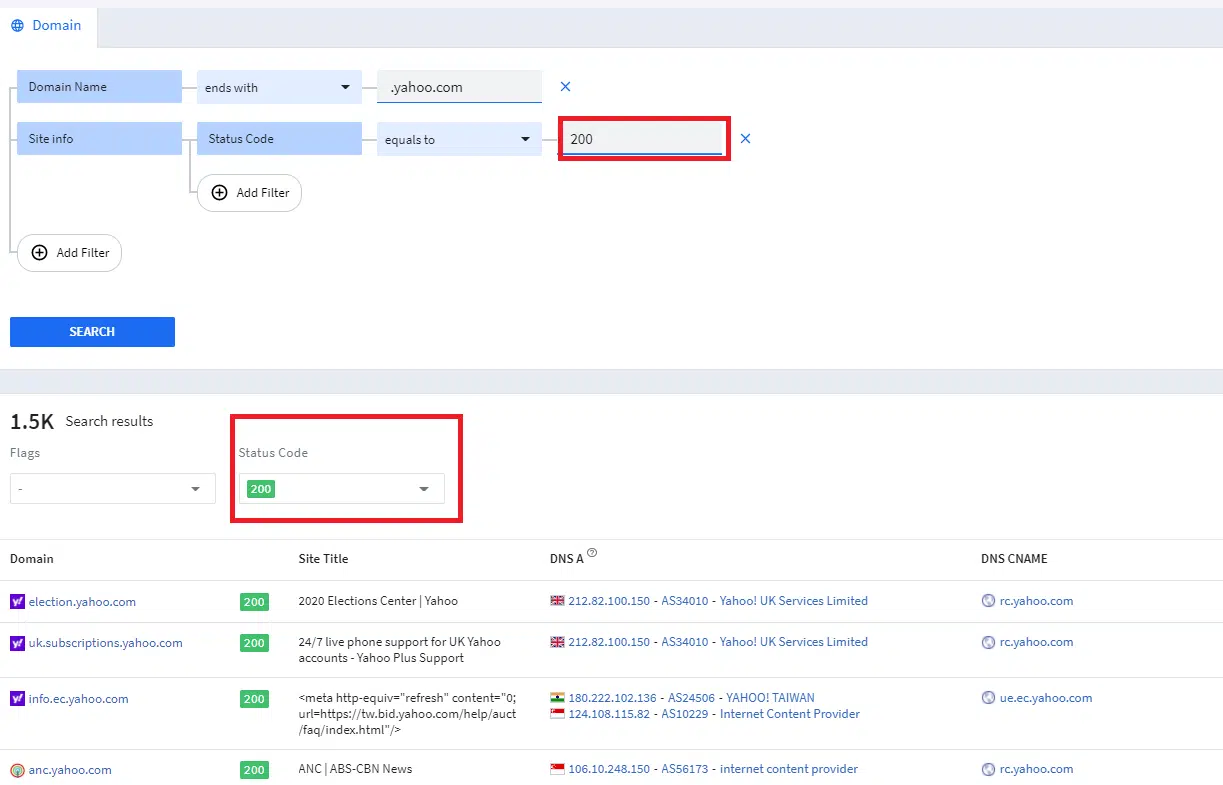 Domain
Domain Name ends with .yahoo.com
Site info Status Code equals to 200
Add Filter
Add Filter
SEARCH
1.5K Search results
Flags Status Code
- 200
Domain Site Title DNS A ? DNS CNAME
election.yahoo.com 200 2020 Elections Center | Yahoo 212.82.100.150 - AS34010 - Yahoo! UK Services Limited rc.yahoo.com
uk.subscriptions.yahoo.com 200 24/7 live phone support for UK Yahoo 212.82.100.150 - AS34010 - Yahoo! UK Services Limited rc.yahoo.com
accounts - Yahoo Plus Support
info.ec.yahoo.com 200 <meta http-equiv="refresh" content="0; 180.222.102.136 - AS24506 - YAHOO! TAIWAN ue.ec.yahoo.com
url=https://tw.bid.yahoo.com/help/auct 124.108.115.82 - AS10229 - Internet Content Provider
/faq/index.html"/>
anc.yahoo.com 200 ANC | ABS-CBN News 106.10.248.150 - AS56173 - internet content provider rc.yahoo.com